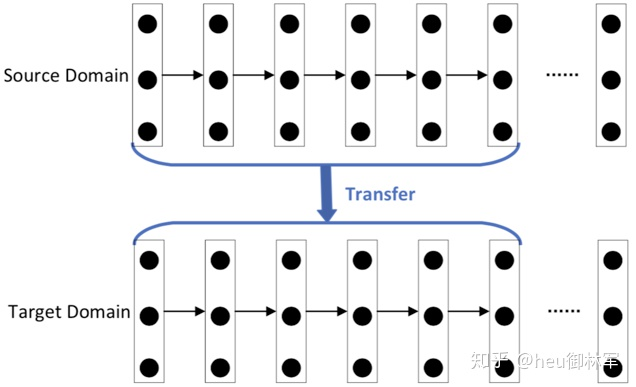 Source Domain
......
Transfer
Target Domain
......
知乎 @heu御林军